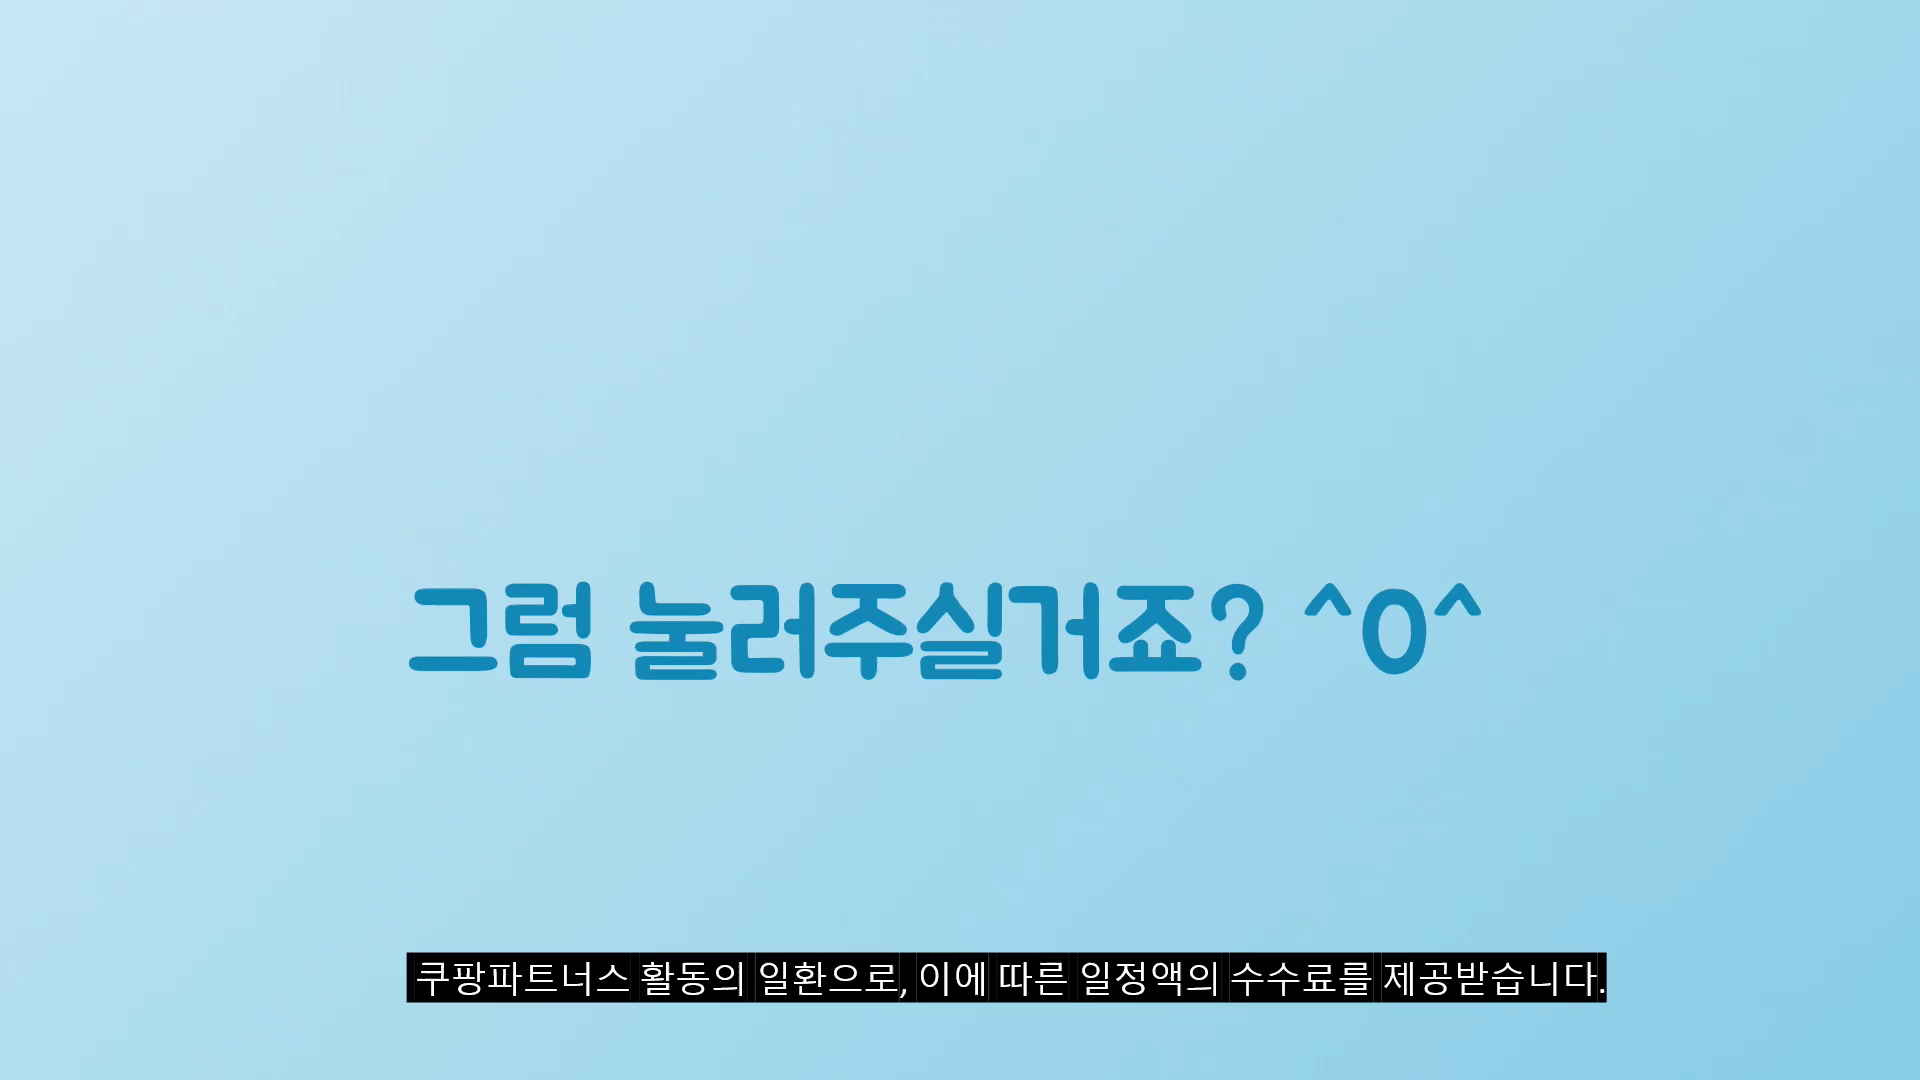 그럼 눌러주실거죠? ^0^
쿠팡파트너스 활동의 일환으로, 이에 따른 일정액의 수수료를 제공받습니다.